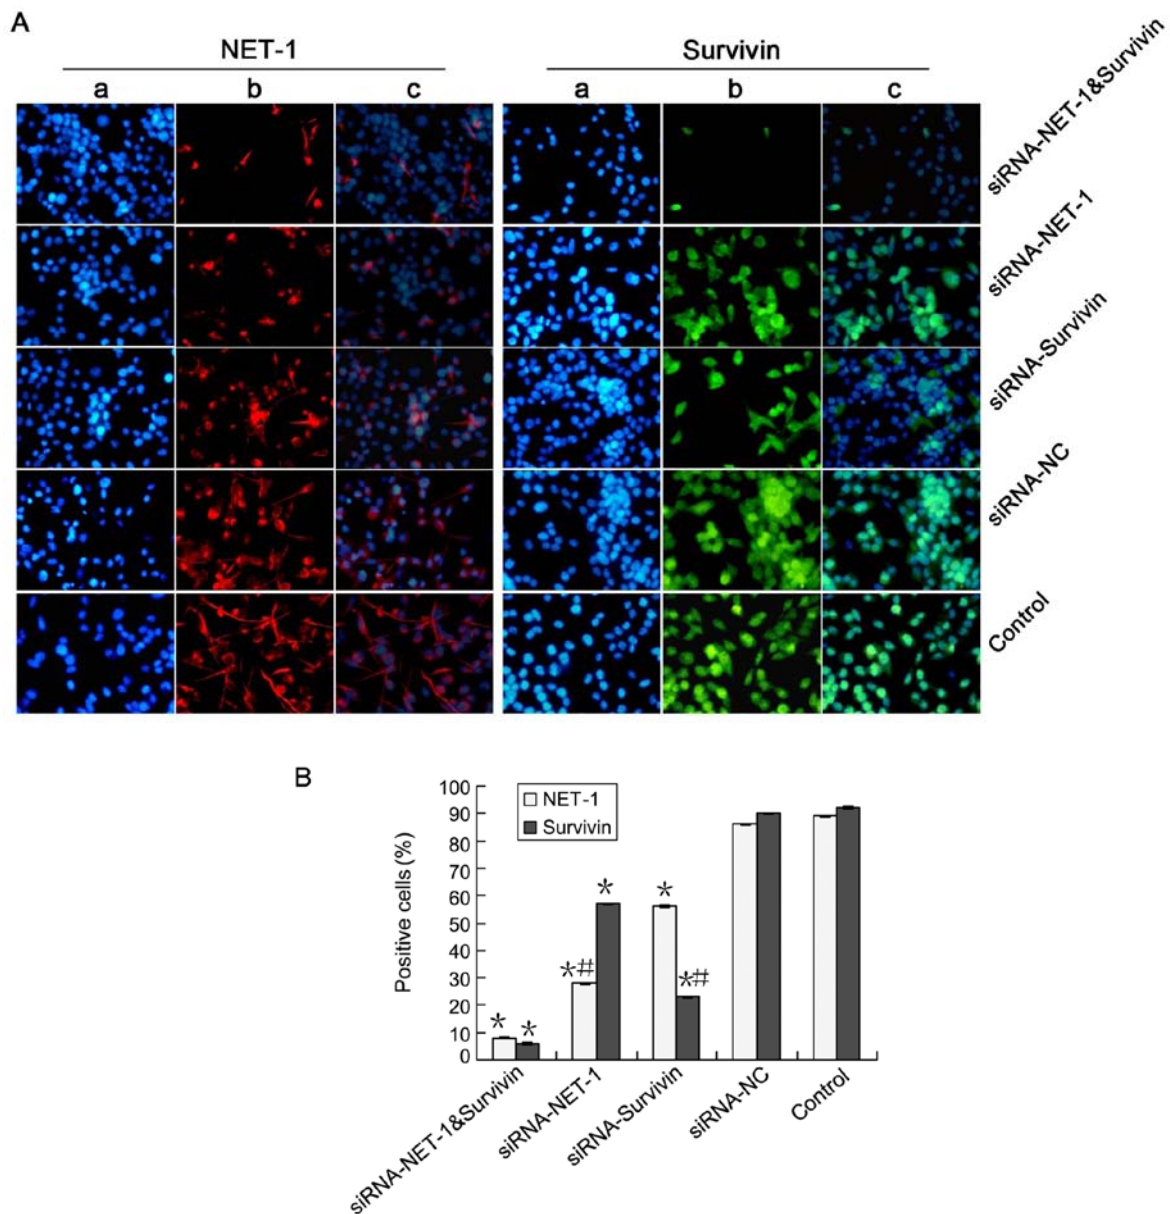 A
NET-1 Survivin
a b c a b c
siRNA-NET-1&Survivin
siRNA-NET-1
siRNA-Survivin
siRNA-NC
Control
B
NET-1
Survivin
Positive cells (%)
100
90
80
70
60
50
40
30
20
10
0
* *
*# *
* *#
siRNA-NET-1&Survivin
siRNA-NET-1
siRNA-Survivin
siRNA-NC
Control